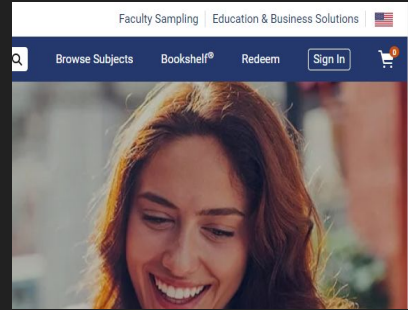 Faculty Sampling Education & Business Solutions
Browse Subjects Bookshelf® Redeem Sign In 0